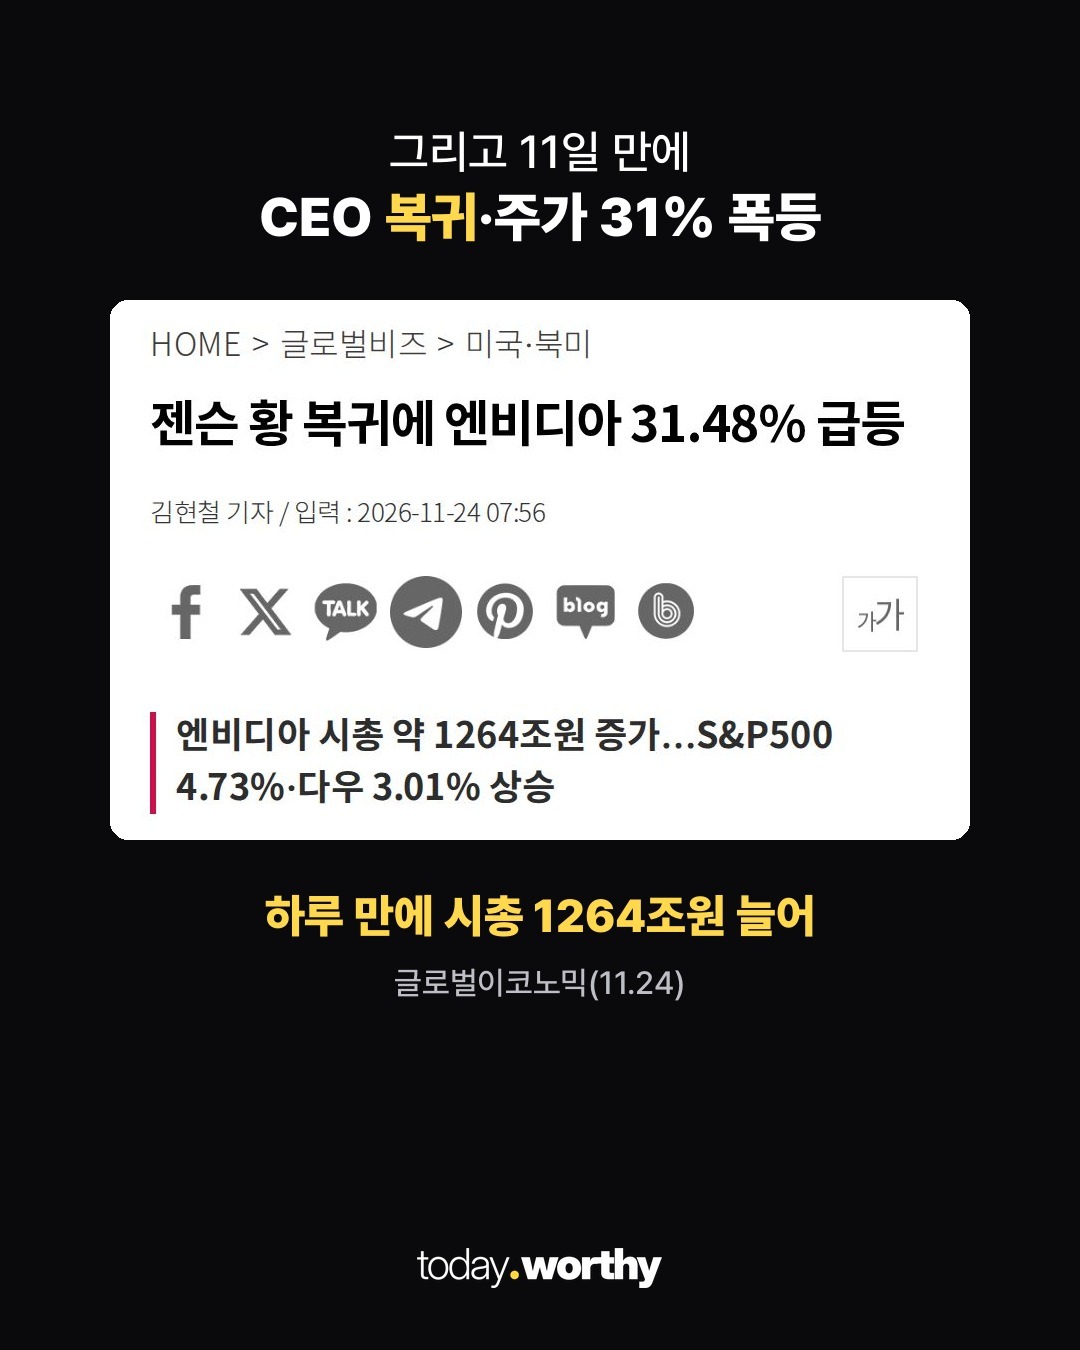 그리고 11일 만에
CEO 복귀·주가 31% 폭등
HOME > 글로벌비즈 > 미국·북미
젠슨 황 복귀에 엔비디아 31.48% 급등
김현철 기자 / 입력 : 2026-11-24 07:56
TALK
blog
b
가가
엔비디아 시총 약 1264조원 증가...S&P500
4.73%·다우 3.01% 상승
하루 만에 시총 1264조원 늘어
글로벌이코노믹(11.24)
today.worthy